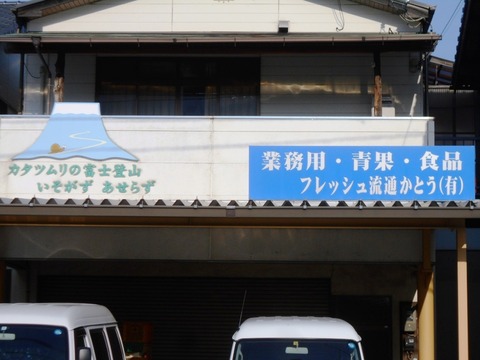 カタツムリの富士登山
いそがず あせらず
業務用・青果・食品
フレッシュ流通かとう(有)